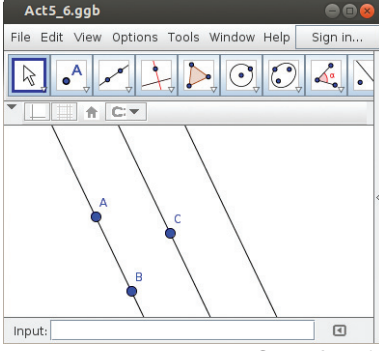 Act5_6.ggb
File Edit View Options Tools Window Help Sign in...
A
α
A
C
B
Input: